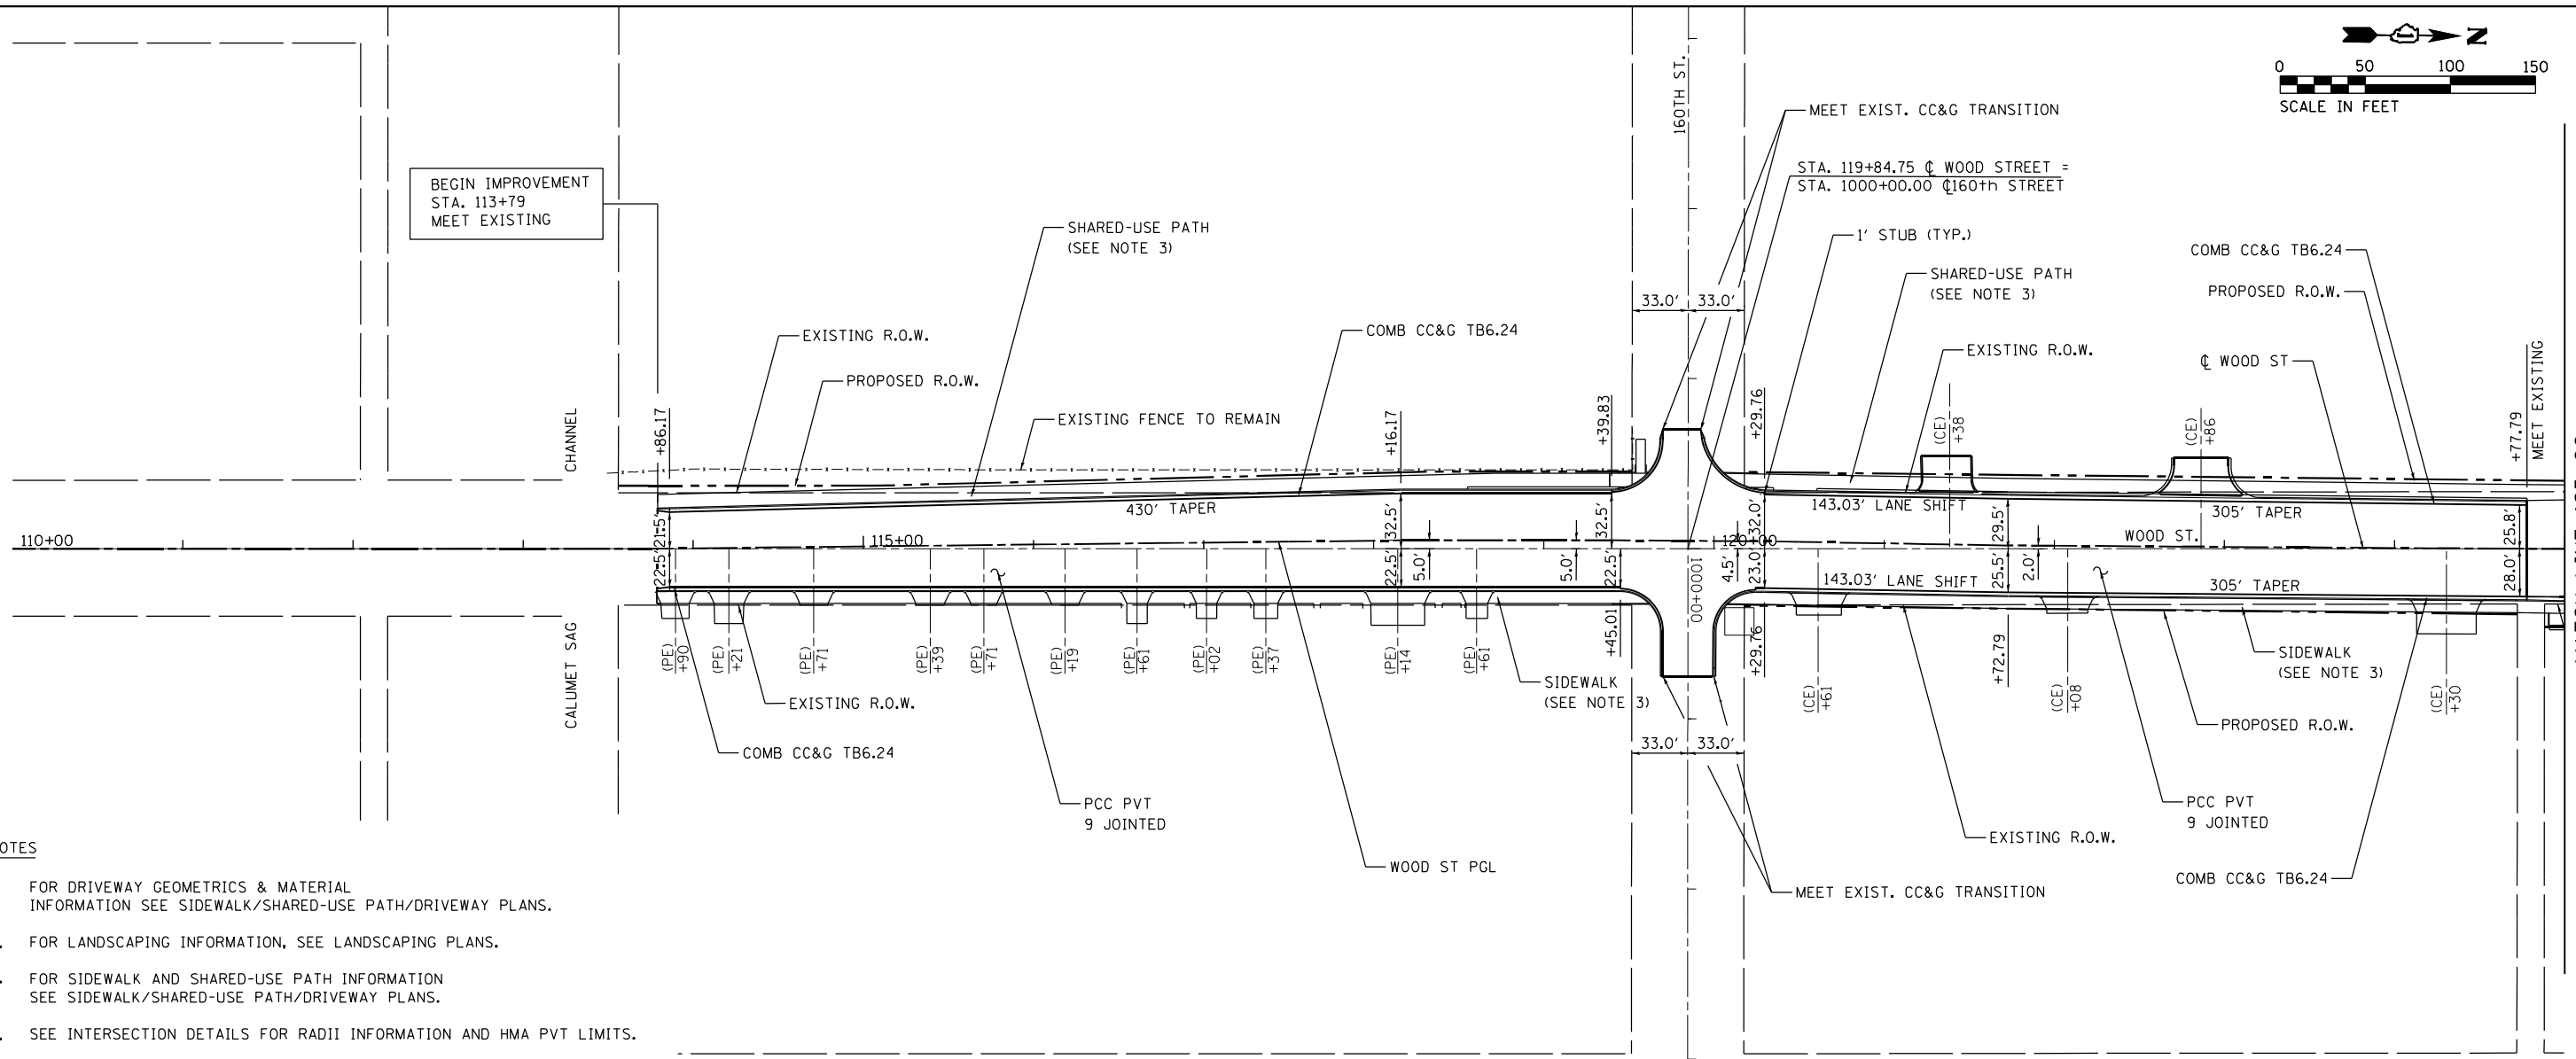 N
0 50 100 150
SCALE IN FEET
160TH ST.
MEET EXIST. CC&G TRANSITION
STA. 119+84.75 ℄ WOOD STREET =
STA. 1000+00.00 ℄160th STREET
BEGIN IMPROVEMENT
STA. 113+79
MEET EXISTING
SHARED-USE PATH
(SEE NOTE 3)
1' STUB (TYP.)
COMB CC&G TB6.24
SHARED-USE PATH
(SEE NOTE 3)
PROPOSED R.O.W.
33.0' 33.0'
EXISTING R.O.W.
COMB CC&G TB6.24
EXISTING R.O.W.
℄ WOOD ST
MEET EXISTING
PROPOSED R.O.W.
EXISTING FENCE TO REMAIN
CHANNEL
+86.17
+16.17
+39.83
+29.76
(CE)
+38
(CE)
+86
+77.79
430' TAPER
143.03' LANE SHIFT
305' TAPER
21.5'
32.5'
32.5'
32.0'
29.5'
25.8'
110+00
115+00
120+00
WOOD ST.
22.5'
22.5'
5.0'
5.0'
22.5'
1000+00
4.5'
23.0'
25.5'
2.0'
28.0'
143.03' LANE SHIFT
305' TAPER
CALUMET SAG
(PE)
+90
(PE)
+21
(PE)
+71
(PE)
+39
(PE)
+71
(PE)
+19
(PE)
+61
(PE)
+02
(PE)
+37
(PE)
+14
(PE)
+61
+45.01
+29.76
(CE)
+61
+72.79
(CE)
+08
(CE)
+30
SIDEWALK
(SEE NOTE 3)
SIDEWALK
(SEE NOTE 3)
EXISTING R.O.W.
PROPOSED R.O.W.
COMB CC&G TB6.24
33.0' 33.0'
PCC PVT
9 JOINTED
PCC PVT
9 JOINTED
EXISTING R.O.W.
WOOD ST PGL
COMB CC&G TB6.24
MEET EXIST. CC&G TRANSITION
OTES
FOR DRIVEWAY GEOMETRICS & MATERIAL
INFORMATION SEE SIDEWALK/SHARED-USE PATH/DRIVEWAY PLANS.
. FOR LANDSCAPING INFORMATION, SEE LANDSCAPING PLANS.
. FOR SIDEWALK AND SHARED-USE PATH INFORMATION
SEE SIDEWALK/SHARED-USE PATH/DRIVEWAY PLANS.
. SEE INTERSECTION DETAILS FOR RADII INFORMATION AND HMA PVT LIMITS.